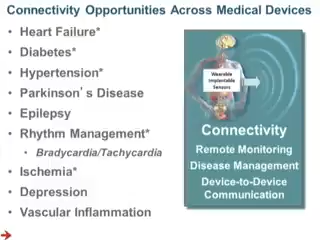 Connectivity Opportunities Across Medical Devices
• Heart Failure*
• Diabetes*
• Hypertension*
• Parkinson's Disease
• Epilepsy
• Rhythm Management*
• Bradycardia/Tachycardia
• Ischemia*
• Depression
• Vascular Inflammation
Wearable
Implantable
Sensors
Connectivity
Remote Monitoring
Disease Management
Device-to-Device
Communication